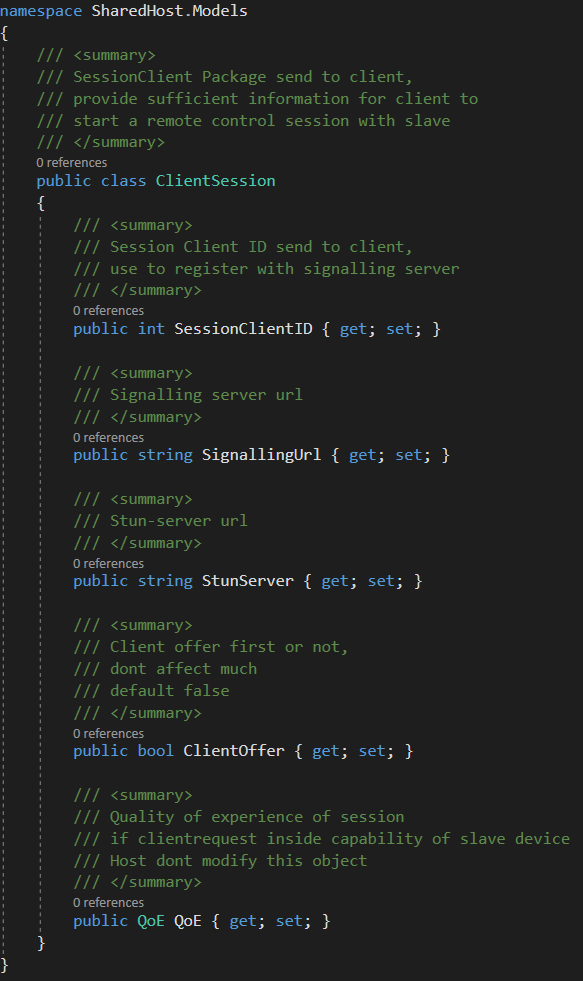 namespace SharedHost.Models
{
/// <summary>
/// SessionClient Package send to client,
/// provide sufficient information for client to
/// start a remote control session with slave
/// </summary>
0 references
public class ClientSession
{
/// <summary>
/// Session Client ID send to client,
/// use to register with signalling server
/// </summary>
0 references
public int SessionClientID { get; set; }
/// <summary>
/// Signalling server url
/// </summary>
0 references
public string SignallingUrl { get; set; }
/// <summary>
/// Stun-server url
/// </summary>
0 references
public string StunServer { get; set; }
/// <summary>
/// Client offer first or not,
/// dont affect much
/// default false
/// </summary>
0 references
public bool ClientOffer { get; set; }
/// <summary>
/// Quality of experience of session
/// if clientrequest inside capability of slave device
/// Host dont modify this object
/// </summary>
0 references
public QoE QoE { get; set; }
}
}